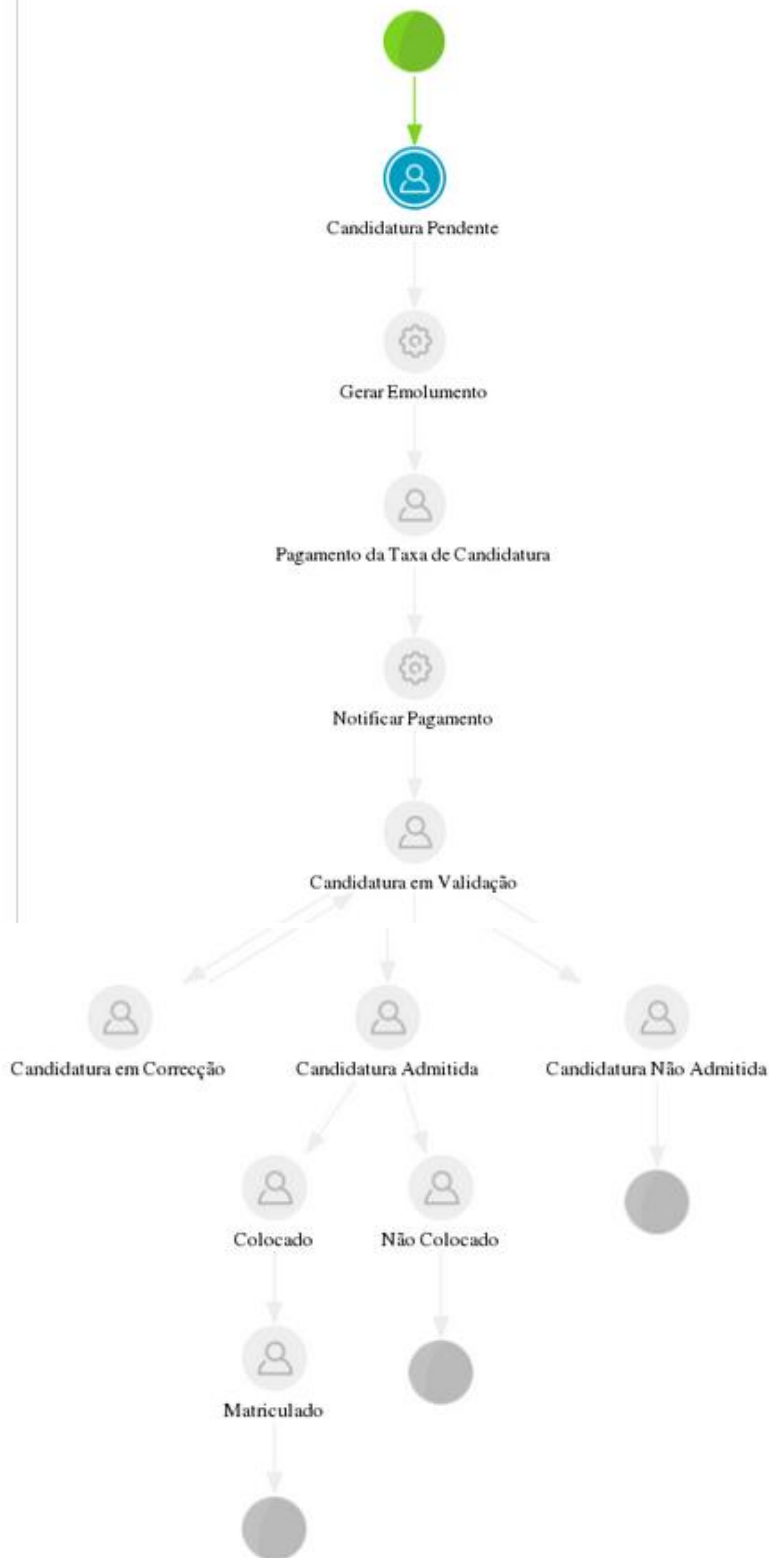 Candidatura Pendente
Gerar Emolumento
Pagamento da Taxa de Candidatura
Notificar Pagamento
Candidatura em Validação
Candidatura em Correcção
Candidatura Admitida
Candidatura Não Admitida
Colocado
Não Colocado
Matriculado